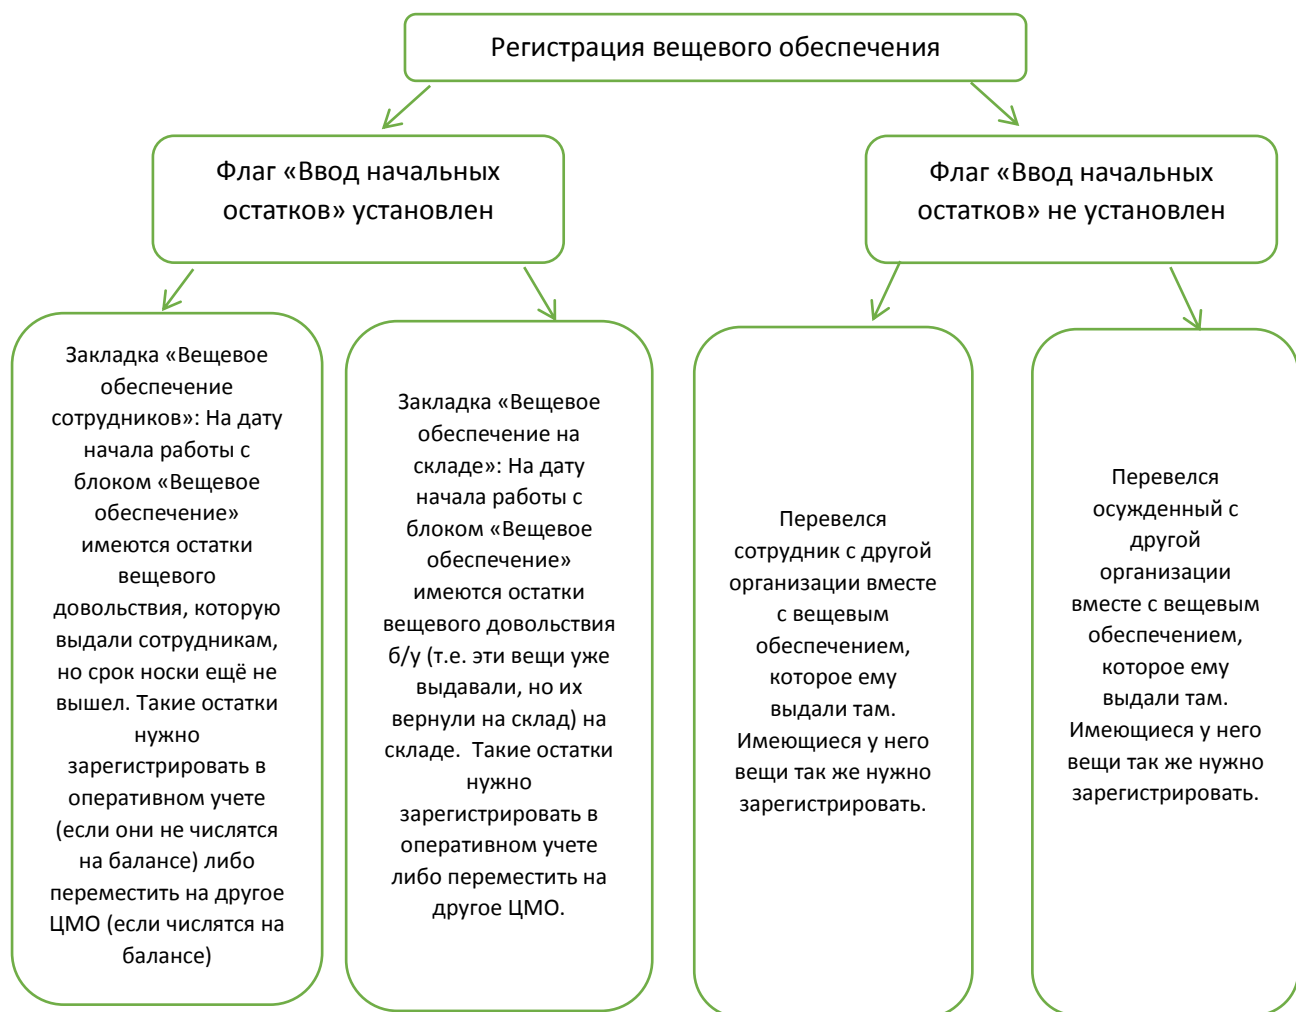 Регистрация вещевого обеспечения
Флаг «Ввод начальных
остатков» установлен
Флаг «Ввод начальных
остатков» не установлен
Закладка «Вещевое
обеспечение
сотрудников»: На дату
начала работы с
блоком «Вещевое
обеспечение»
имеются остатки
вещевого
довольствия, которую
выдали сотрудникам,
но срок носки ещё не
вышел. Такие остатки
нужно
зарегистрировать в
оперативном учете
(если они не числятся
на балансе) либо
переместить на другое
ЦМО (если числятся на
балансе)
Закладка «Вещевое
обеспечение на
складе»: На дату
начала работы с
блоком «Вещевое
обеспечение»
имеются остатки
вещевого довольствия
б/у (т.е. эти вещи уже
выдавали, но их
вернули на склад) на
складе.  Такие остатки
нужно
зарегистрировать в
оперативном учете
либо переместить на
другое ЦМО.
Перевелся
сотрудник с другой
организации вместе
с вещевым
обеспечением,
которое ему
выдали там.
Имеющиеся у него
вещи так же нужно
зарегистрировать.
Перевелся
осужденный с
другой
организации
вместе с вещевым
обеспечением,
которое ему
выдали там.
Имеющиеся у него
вещи так же нужно
зарегистрировать.